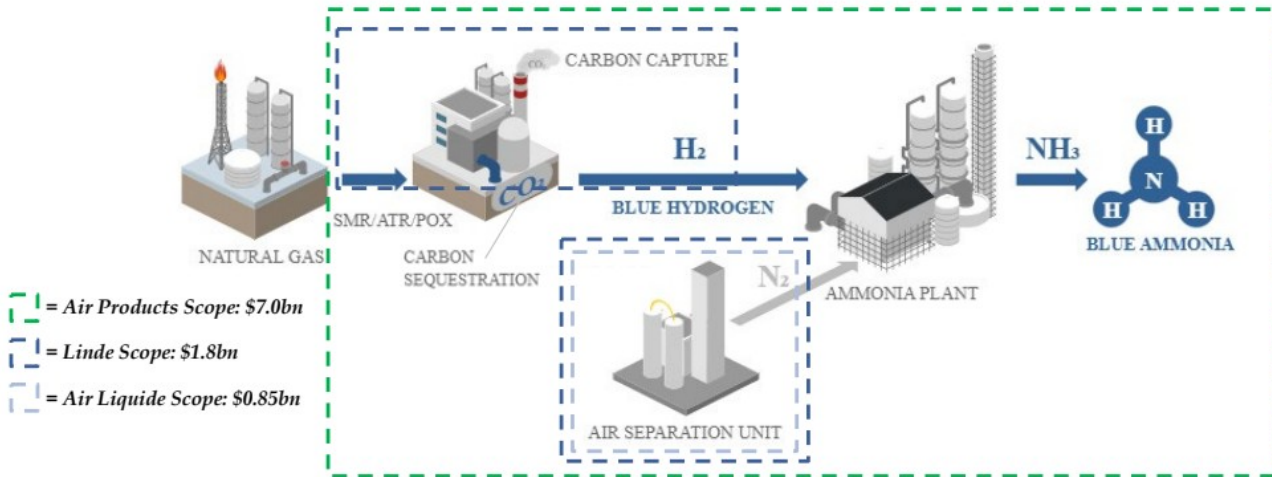 CO₂
CARBON CAPTURE
H₂
NH₃
H
N
H
H
CO₂
SMR/ATR/POX
BLUE HYDROGEN
NATURAL GAS
CARBON
SEQUESTRATION
BLUE AMMONIA
N₂
AMMONIA PLANT
= Air Products Scope: $7.0bn
= Linde Scope: $1.8bn
= Air Liquide Scope: $0.85bn
AIR SEPARATION UNIT